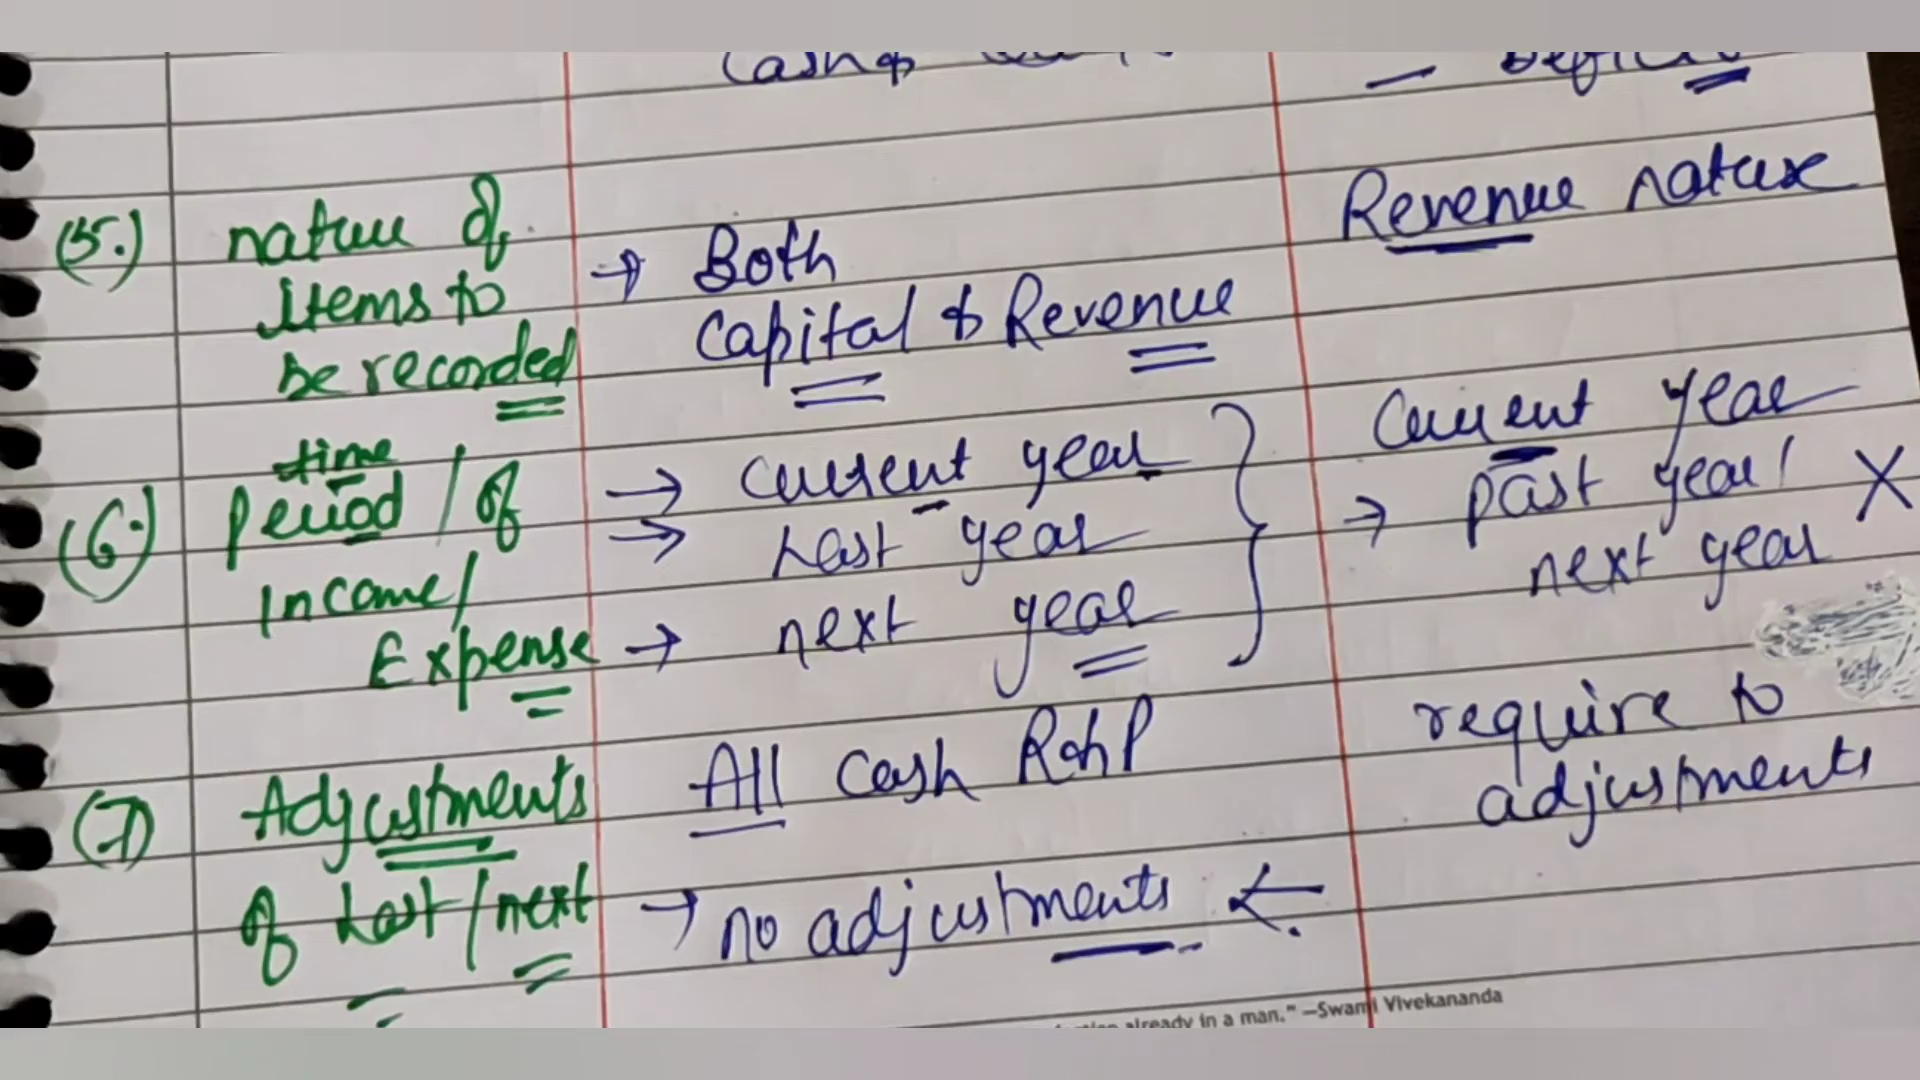 (5.) nature of
items to
be recorded
→ Both
Capital & Revenue
Revenue nature
(6.) time
Period / of
Income/
Expense
→ current year
→ Last year
→ next year
Current year
→ past year/
next year X
(7) Adjustments
of Last/next
All cash R & P
→ no adjustments ←
require to
adjustments
already in a man." —Swami Vivekananda